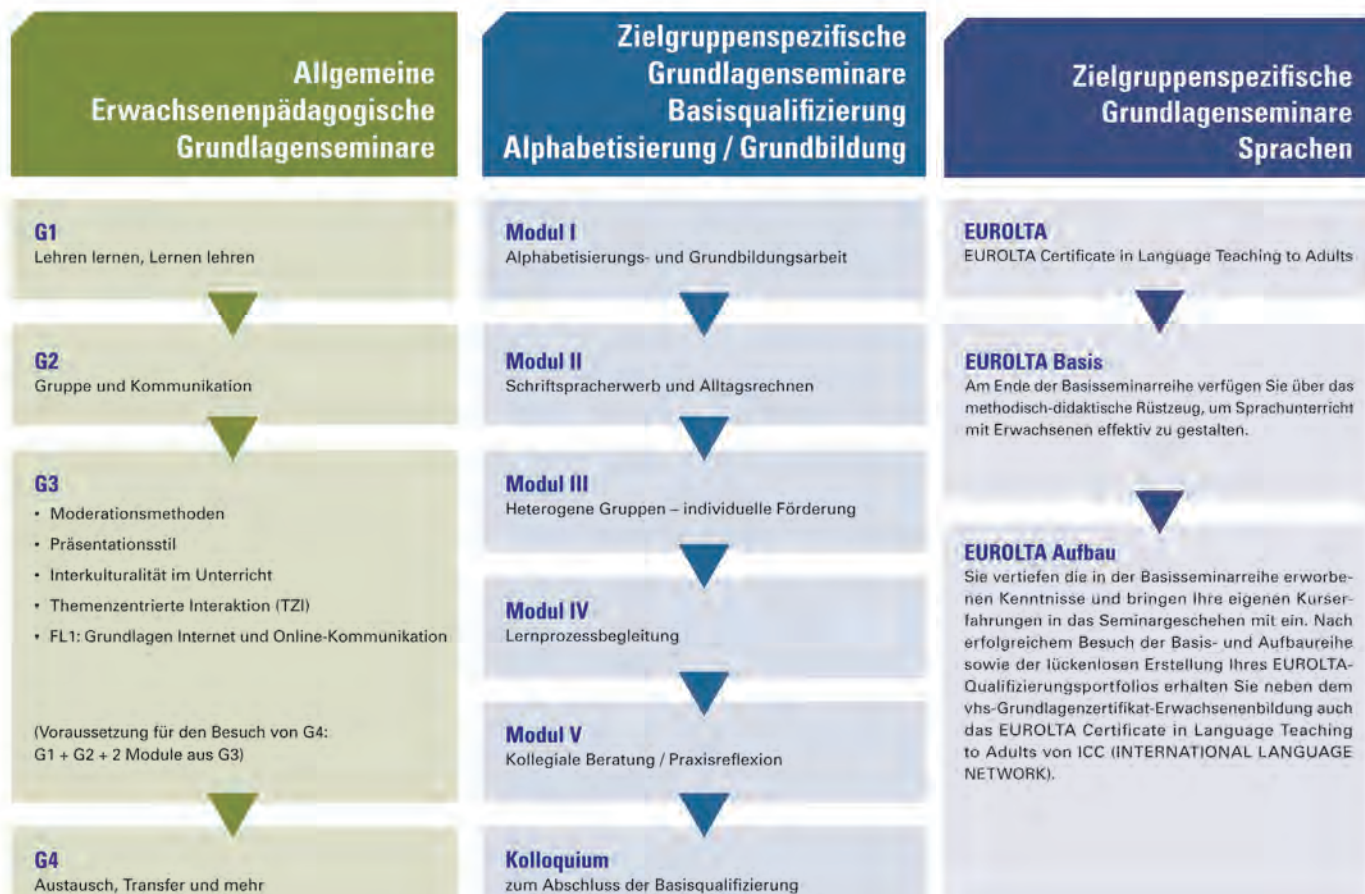 Allgemeine
Erwachsenenpädagogische
Grundlagenseminare
G1
Lehren lernen, Lernen lehren
G2
Gruppe und Kommunikation
G3
• Moderationsmethoden
• Präsentationsstil
• Interkulturalität im Unterricht
• Themenzentrierte Interaktion (TZI)
• FL1: Grundlagen Internet und Online-Kommunikation
(Voraussetzung für den Besuch von G4:
G1 + G2 + 2 Module aus G3)
G4
Austausch, Transfer und mehr
Zielgruppenspezifische
Grundlagenseminare
Basisqualifizierung
Alphabetisierung / Grundbildung
Modul I
Alphabetisierungs- und Grundbildungsarbeit
Modul II
Schriftspracherwerb und Alltagsrechnen
Modul III
Heterogene Gruppen – individuelle Förderung
Modul IV
Lernprozessbegleitung
Modul V
Kollegiale Beratung / Praxisreflexion
Kolloquium
zum Abschluss der Basisqualifizierung
Zielgruppenspezifische
Grundlagenseminare
Sprachen
EUROLTA
EUROLTA Certificate in Language Teaching to Adults
EUROLTA Basis
Am Ende der Basisseminarreihe verfügen Sie über das
methodisch-didaktische Rüstzeug, um Sprachunterricht
mit Erwachsenen effektiv zu gestalten.
EUROLTA Aufbau
Sie vertiefen die in der Basisseminarreihe erworbe-
nen Kenntnisse und bringen Ihre eigenen Kurser-
fahrungen in das Seminargeschehen mit ein. Nach
erfolgreichem Besuch der Basis- und Aufbaureihe
sowie der lückenlosen Erstellung Ihres EUROLTA-
Qualifizierungsportfolios erhalten Sie neben dem
vhs-Grundlagenzertifikat-Erwachsenenbildung auch
das EUROLTA Certificate in Language Teaching
to Adults von ICC (INTERNATIONAL LANGUAGE
NETWORK).